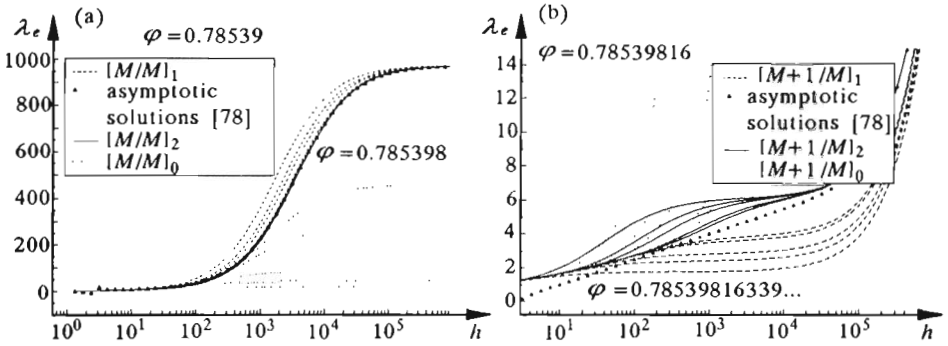 (a)
λe
φ=0.78539
1000
[M/M]1
asymptotic
solutions [78]
[M/M]2
[M/M]0
800
600
400
200
0
φ=0.785398
10^0
10^1
10^2
10^3
10^4
10^5
h
(b)
λe
φ=0.78539816
14
12
10
8
6
4
2
0
[M+1/M]1
asymptotic
solutions [78]
[M+1/M]2
[M+1/M]0
φ=0.78539816339...
10^1
10^2
10^3
10^4
10^5
h